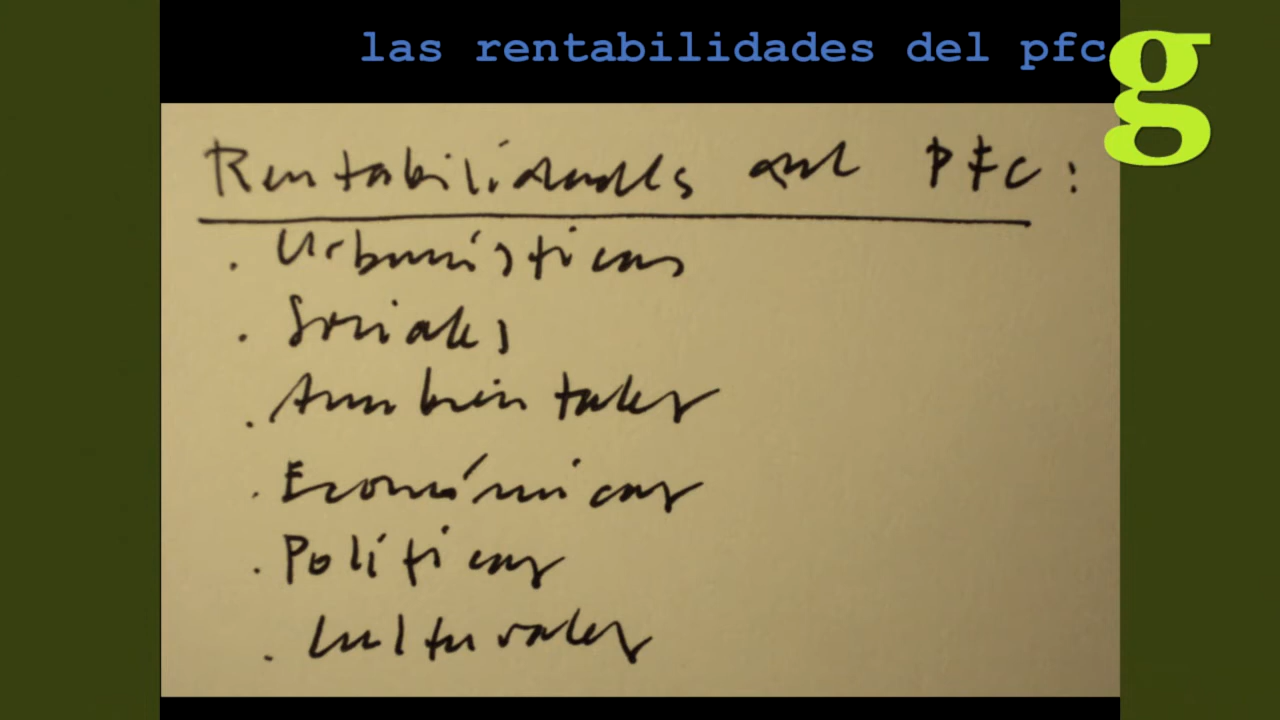 las rentabilidades del pfc
g
Rentabilidades del PFC:
. Urbanísticas
. Sociales
. Ambientales
. Económicas
. Políticas
. Culturales